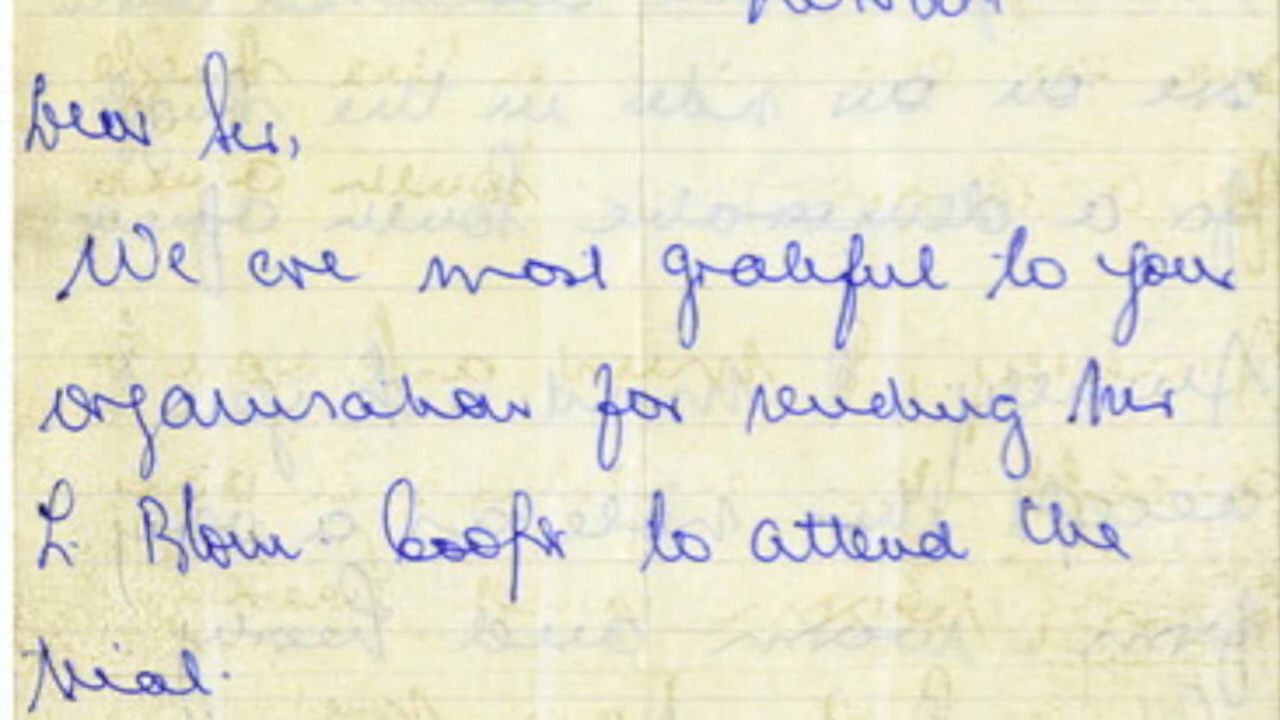 Dear Sir,
We are most grateful to your
organisation for sending Mr
L. Blom-Cooper to attend the
trial.